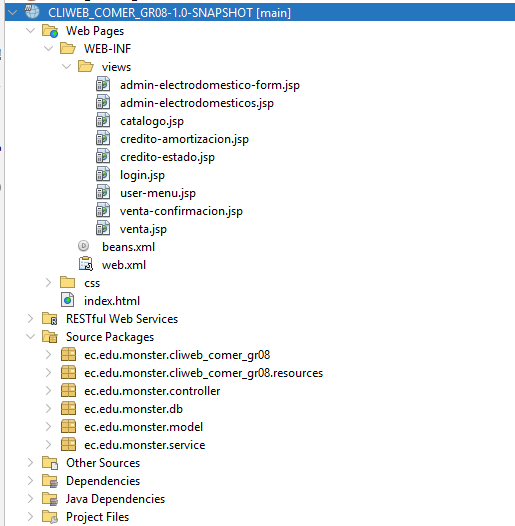 CLIWEB_COMER_GR08-1.0-SNAPSHOT [main]
Web Pages
WEB-INF
views
admin-electrodomestico-form.jsp
admin-electrodomesticos.jsp
catalogo.jsp
credito-amortizacion.jsp
credito-estado.jsp
login.jsp
user-menu.jsp
venta-confirmacion.jsp
venta.jsp
beans.xml
web.xml
css
index.html
RESTful Web Services
Source Packages
ec.edu.monster.cliweb_comer_gr08
ec.edu.monster.cliweb_comer_gr08.resources
ec.edu.monster.controller
ec.edu.monster.db
ec.edu.monster.model
ec.edu.monster.service
Other Sources
Dependencies
Java Dependencies
Project Files